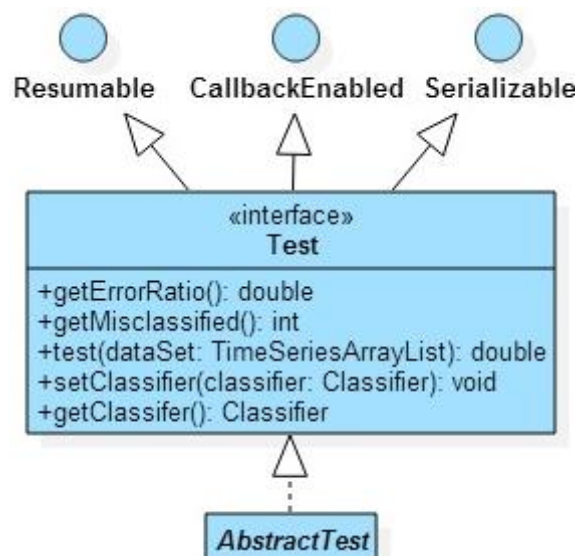 Resumable CallbackEnabled Serializable
«interface»
Test
+getErrorRatio(): double
+getMisclassified(): int
+test(dataSet: TimeSeriesArrayList): double
+setClassifier(classifier: Classifier): void
+getClassifer(): Classifier
AbstractTest